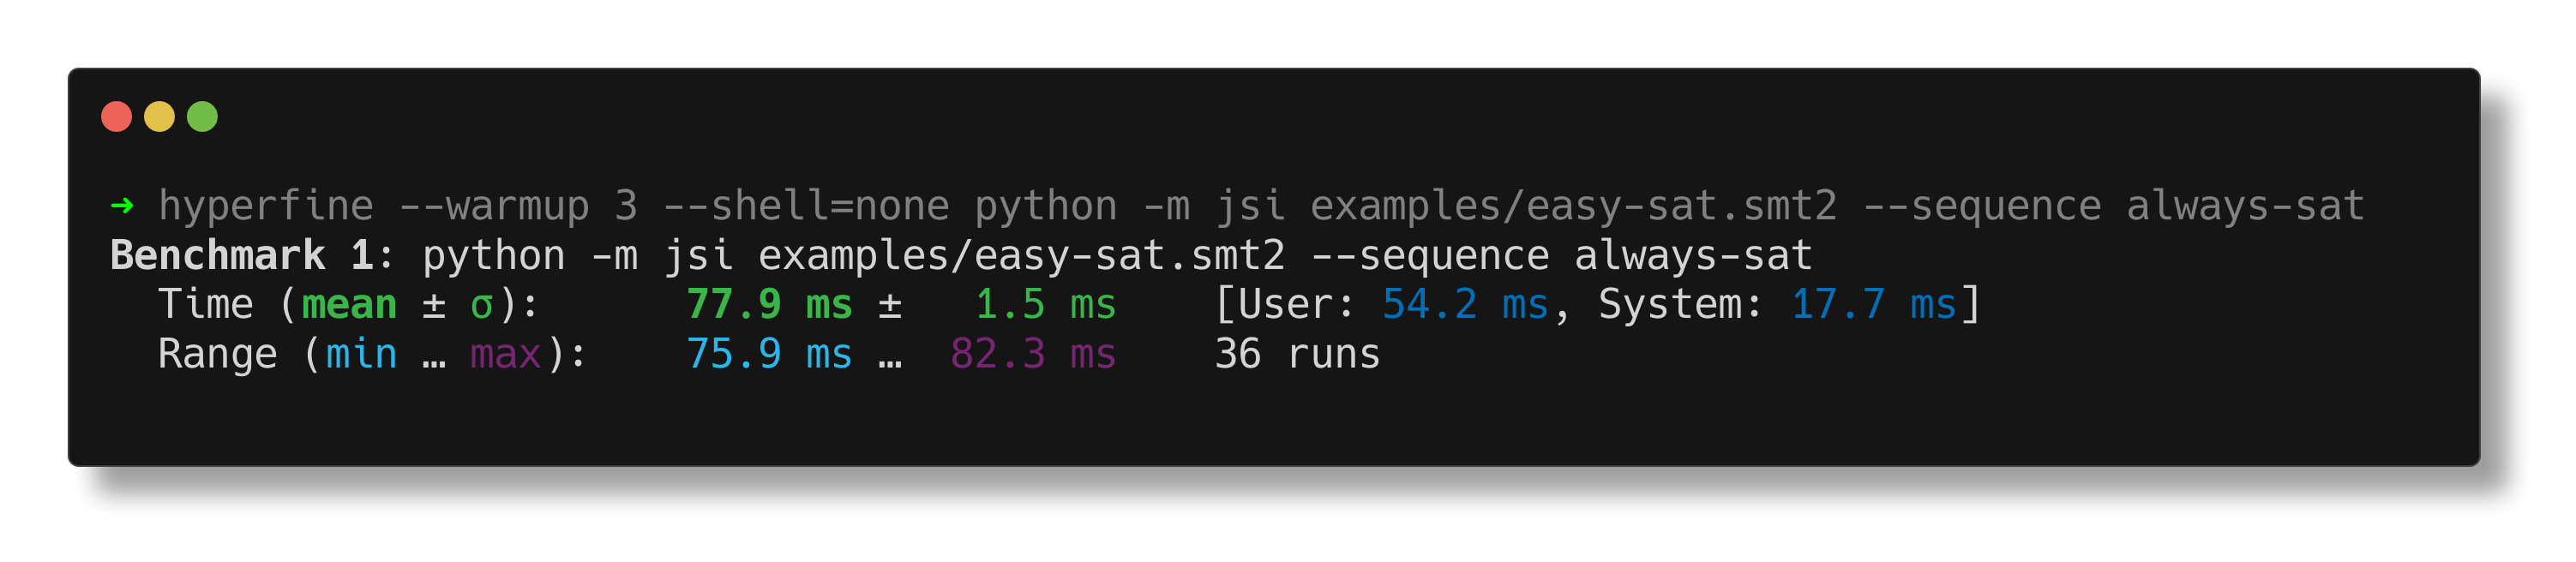 ➜ hyperfine --warmup 3 --shell=none python -m jsi examples/easy-sat.smt2 --sequence always-sat
Benchmark 1: python -m jsi examples/easy-sat.smt2 --sequence always-sat
  Time (mean ± σ):      77.9 ms ±   1.5 ms    [User: 54.2 ms, System: 17.7 ms]
  Range (min … max):    75.9 ms …  82.3 ms    36 runs